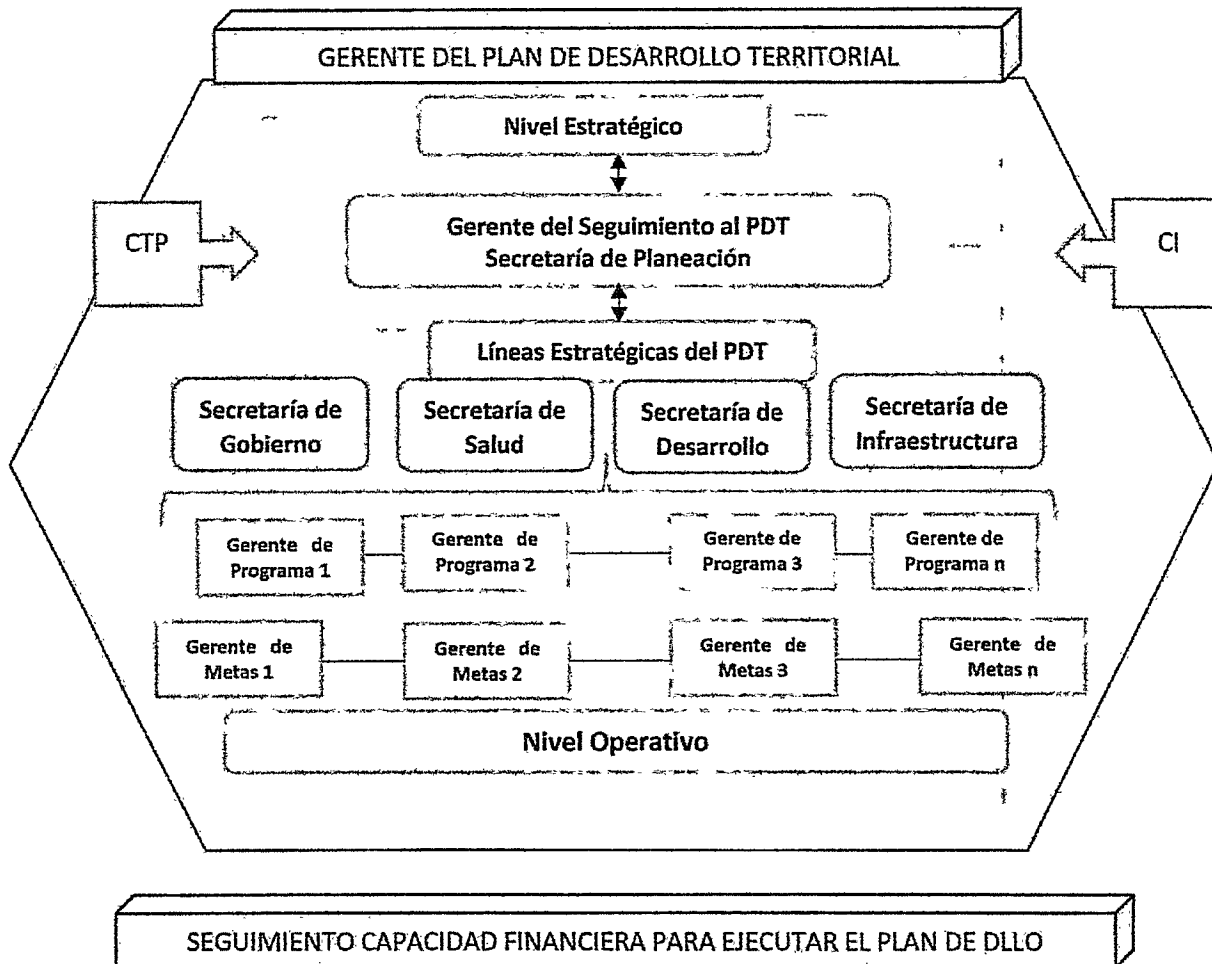 GERENTE DEL PLAN DE DESARROLLO TERRITORIAL
Nivel Estratégico
CTP
Gerente del Seguimiento al PDT
Secretaría de Planeación
CI
Líneas Estratégicas del PDT
Secretaría de
Gobierno
Secretaría de
Salud
Secretaría de
Desarrollo
Secretaría de
Infraestructura
Gerente de
Programa 1
Gerente de
Programa 2
Gerente de
Programa 3
Gerente de
Programa n
Gerente de
Metas 1
Gerente de
Metas 2
Gerente de
Metas 3
Gerente de
Metas n
Nivel Operativo
SEGUIMIENTO CAPACIDAD FINANCIERA PARA EJECUTAR EL PLAN DE DLLO